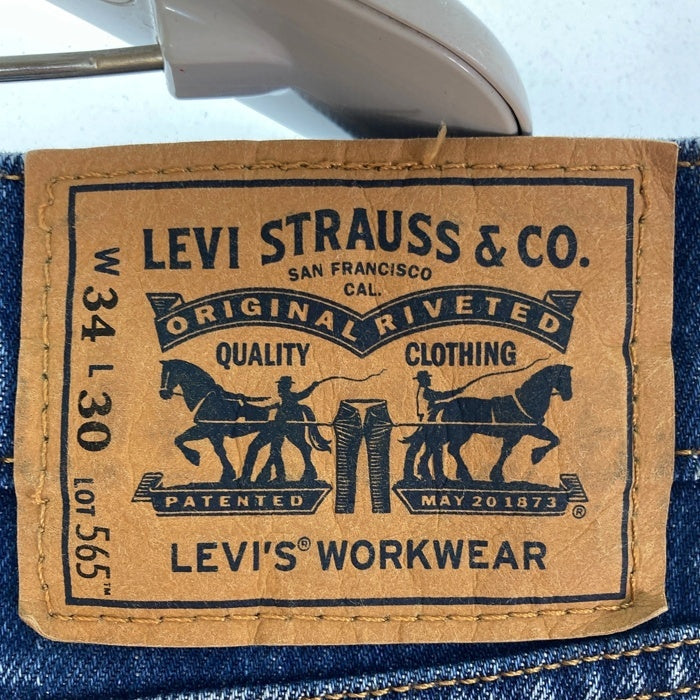 LEVI STRAUSS & CO.
SAN FRANCISCO
CAL.
ORIGINAL RIVETED
QUALITY CLOTHING
PATENTED MAY 20 1873 ®
LEVI'S® WORKWEAR
W 34 L 30 LOT 565™